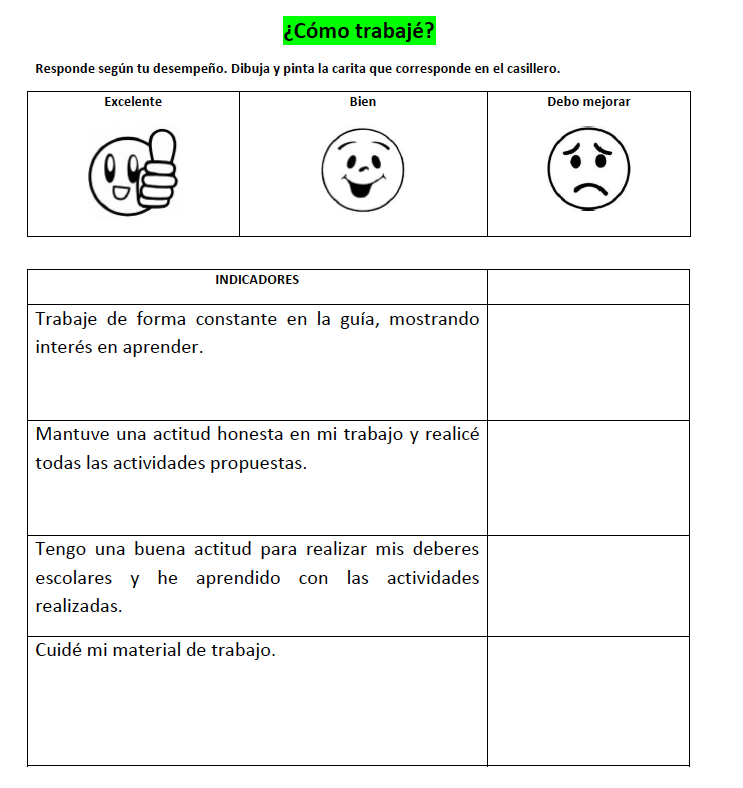 ¿Cómo trabajé?
Responde según tu desempeño. Dibuja y pinta la carita que corresponde en el casillero.
Excelente
Bien
Debo mejorar
INDICADORES
Trabaje de forma constante en la guía, mostrando
interés en aprender.
Mantuve una actitud honesta en mi trabajo y realicé
todas las actividades propuestas.
Tengo una buena actitud para realizar mis deberes
escolares y he aprendido con las actividades
realizadas.
Cuidé mi material de trabajo.